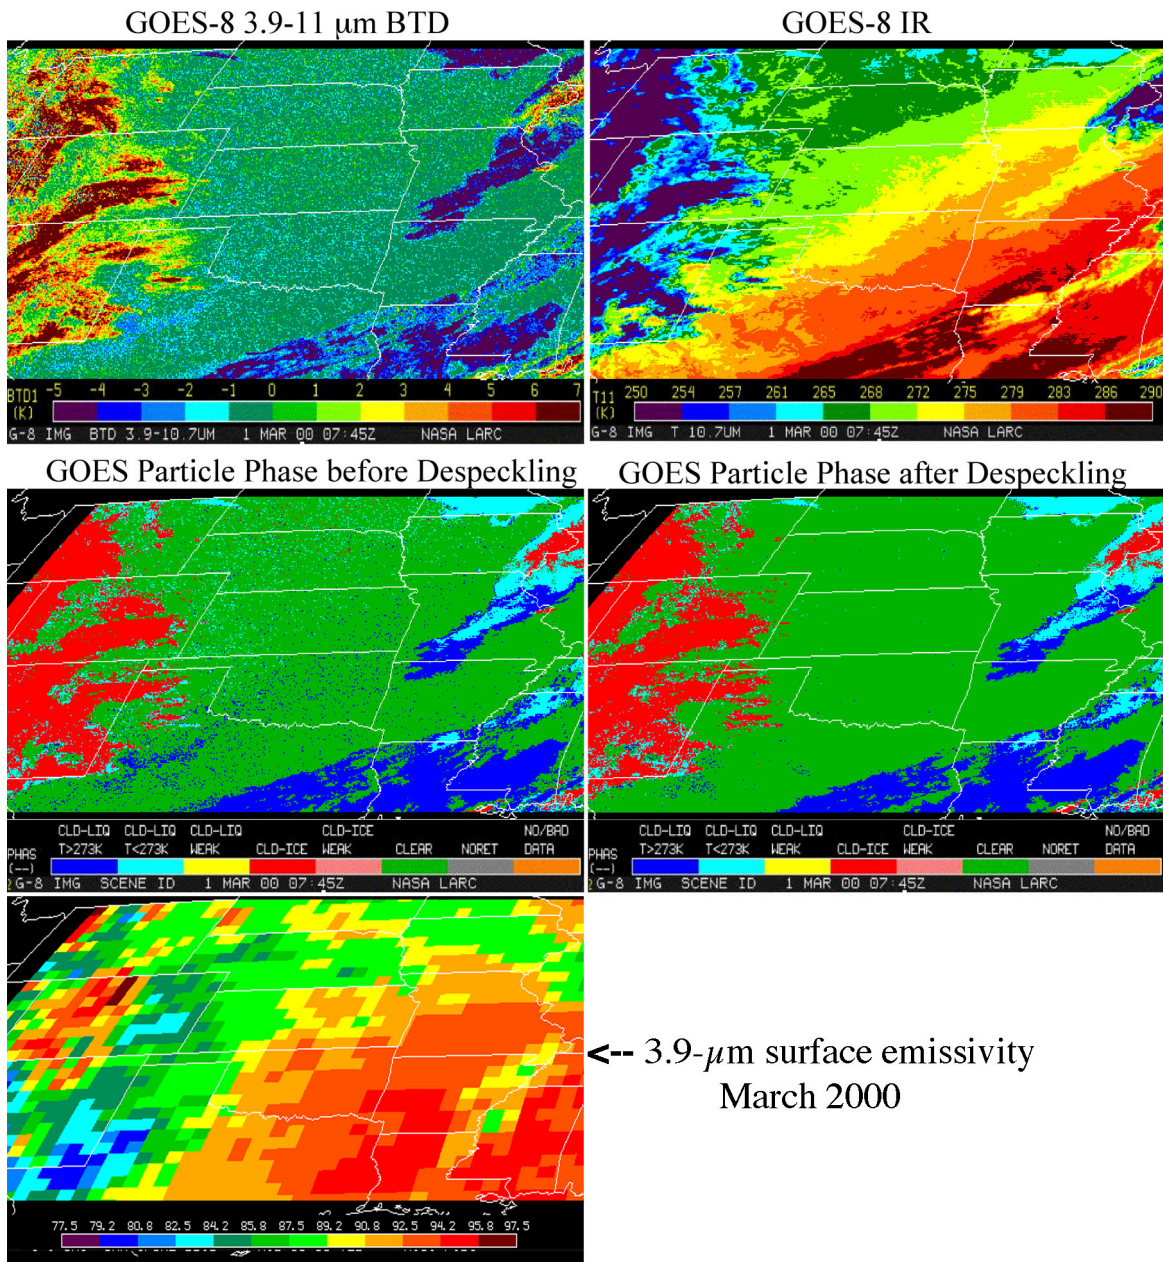 GOES-8 3.9-11 μm BTD
GOES-8 IR
BTD1 -5 -4 -3 -2 -1 0 1 2 3 4 5 6 7
(K)
G-8 IMG BTD 3.9-10.7UM 1 MAR 00 07:45Z NASA LARC
T11 250 254 257 261 265 268 272 275 279 283 286 290
(K)
G-8 IMG T 10.7UM 1 MAR 00 07:45Z NASA LARC
GOES Particle Phase before Despeckling
GOES Particle Phase after Despeckling
CLD-LIQ CLD-LIQ CLD-LIQ CLD-ICE NO/BAD
PHAS T>273K T<273K WEAK CLD-ICE WEAK CLEAR NORET DATA
(--)
G-8 IMG SCENE ID 1 MAR 00 07:45Z NASA LARC
CLD-LIQ CLD-LIQ CLD-LIQ CLD-ICE NO/BAD
PHAS T>273K T<273K WEAK CLD-ICE WEAK CLEAR NORET DATA
(--)
G-8 IMG SCENE ID 1 MAR 00 07:45Z NASA LARC
<-- 3.9-μm surface emissivity
March 2000
77.5 79.2 80.8 82.5 84.2 85.8 87.5 89.2 90.8 92.5 94.2 95.8 97.5